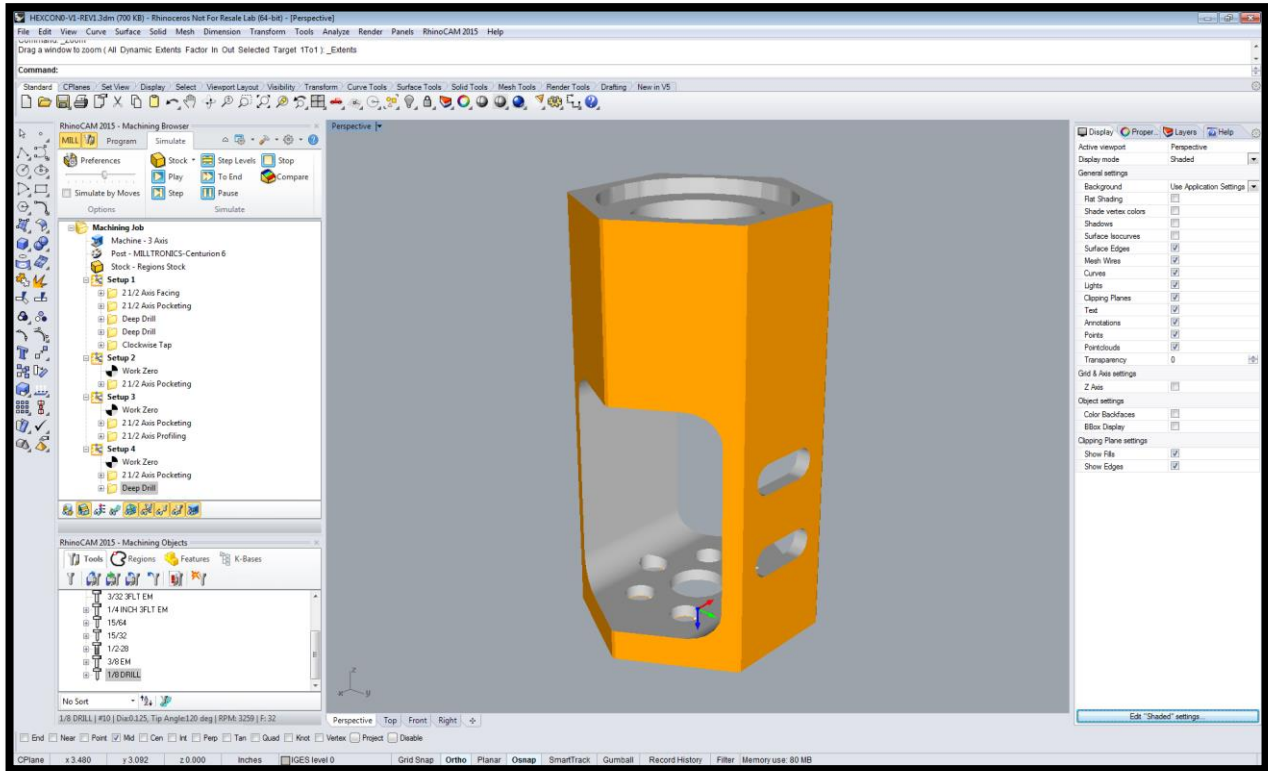 HEXCON0-V1-REV1.3dm (700 KB) - Rhinoceros Not For Resale Lab (64-bit) - [Perspective]
File Edit View Curve Surface Solid Mesh Dimension Transform Tools Analyze Render Panels RhinoCAM 2015 Help
Command: _Zoom
Drag a window to zoom ( All Dynamic Extents Factor In Out Selected Target 1To1 ): _Extents
Command:
Standard CPlanes Set View Display Select Viewport Layout Visibility Transform Curve Tools Surface Tools Solid Tools Mesh Tools Render Tools Drafting New in V5
RhinoCAM 2015 - Machining Browser
MILL Program Simulate
Preferences Stock Step Levels Stop
Play To End Compare
Simulate by Moves Step Pause
Options Simulate
Machining Job
Machine - 3 Axis
Post - MILLTRONICS-Centurion 6
Stock - Regions Stock
Setup 1
2 1/2 Axis Facing
2 1/2 Axis Pocketing
Deep Drill
Deep Drill
Clockwise Tap
Setup 2
Work Zero
2 1/2 Axis Pocketing
Setup 3
Work Zero
2 1/2 Axis Pocketing
2 1/2 Axis Profiling
Setup 4
Work Zero
2 1/2 Axis Pocketing
Deep Drill
RhinoCAM 2015 - Machining Objects
Tools Regions Features K-Bases
3/32 3FLT EM
1/4 INCH 3FLT EM
15/64
15/32
1/2-28
3/8 EM
1/8 DRILL
No Sort
1/8 DRILL | #10 | Dia:0.125, Tip Angle:120 deg | RPM: 3259 | F: 32
Perspective
z
x y
Perspective Top Front Right
Display Proper... Layers Help
Active viewport Perspective
Display mode Shaded
General settings
Background Use Application Settings
Flat Shading
Shade vertex colors
Shadows
Surface Isocurves
Surface Edges
Mesh Wires
Curves
Lights
Clipping Planes
Text
Annotations
Points
Pointclouds
Transparency 0
Grid & Axis settings
Z Axis
Object settings
Color Backfaces
BBox Display
Clipping Plane settings
Show Fills
Show Edges
Edit "Shaded" settings...
End Near Point Mid Cen Int Perp Tan Quad Knot Vertex Project Disable
CPlane x 3.480 y 3.092 z 0.000 Inches IGES level 0 Grid Snap Ortho Planar Osnap SmartTrack Gumball Record History Filter Memory use: 80 MB